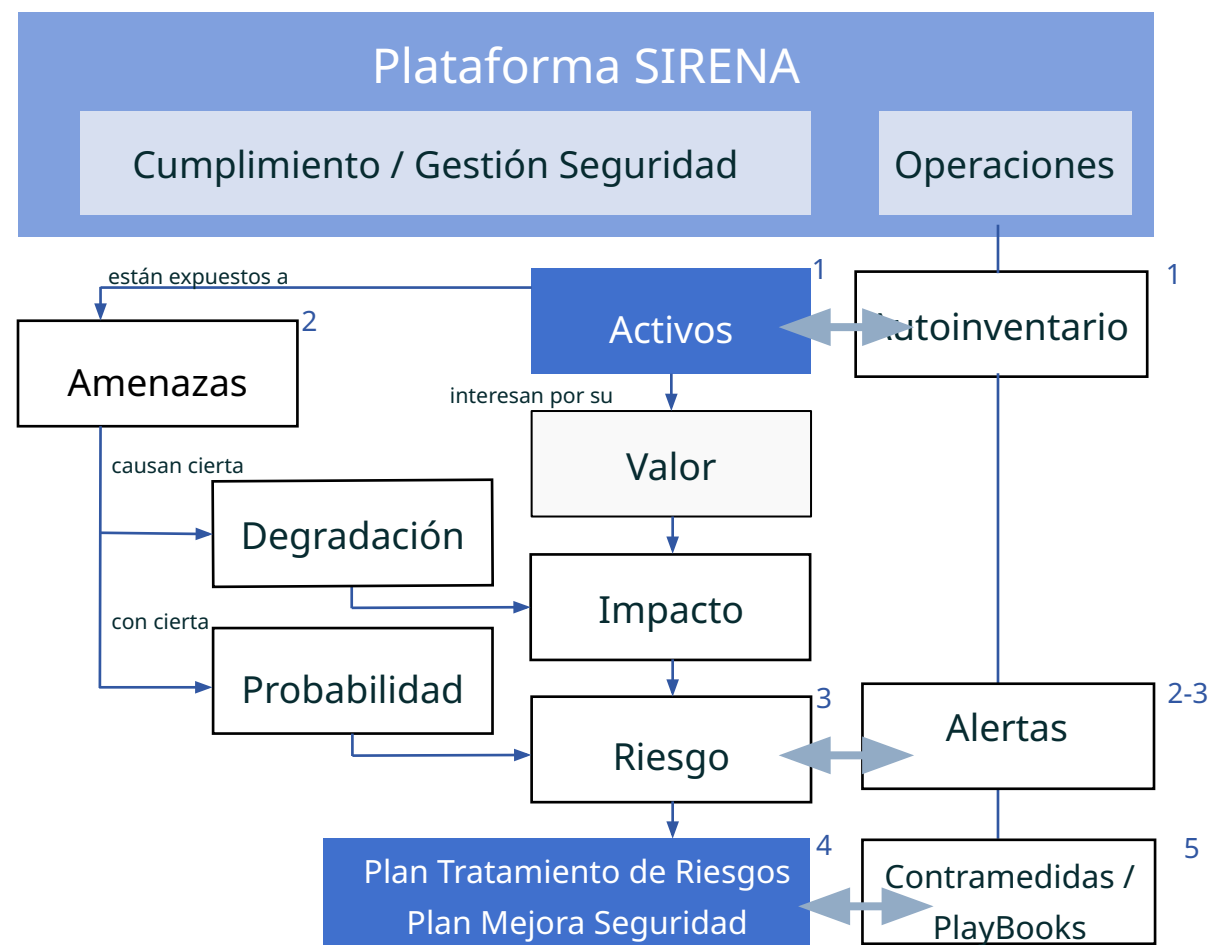 Plataforma SIRENA
Cumplimiento / Gestión Seguridad
Operaciones
están expuestos a
1
1
Activos
Autoinventario
2
Amenazas
interesan por su
Valor
causan cierta
Degradación
Impacto
con cierta
Probabilidad
3
2-3
Riesgo
Alertas
4
5
Plan Tratamiento de Riesgos
Plan Mejora Seguridad
Contramedidas /
PlayBooks